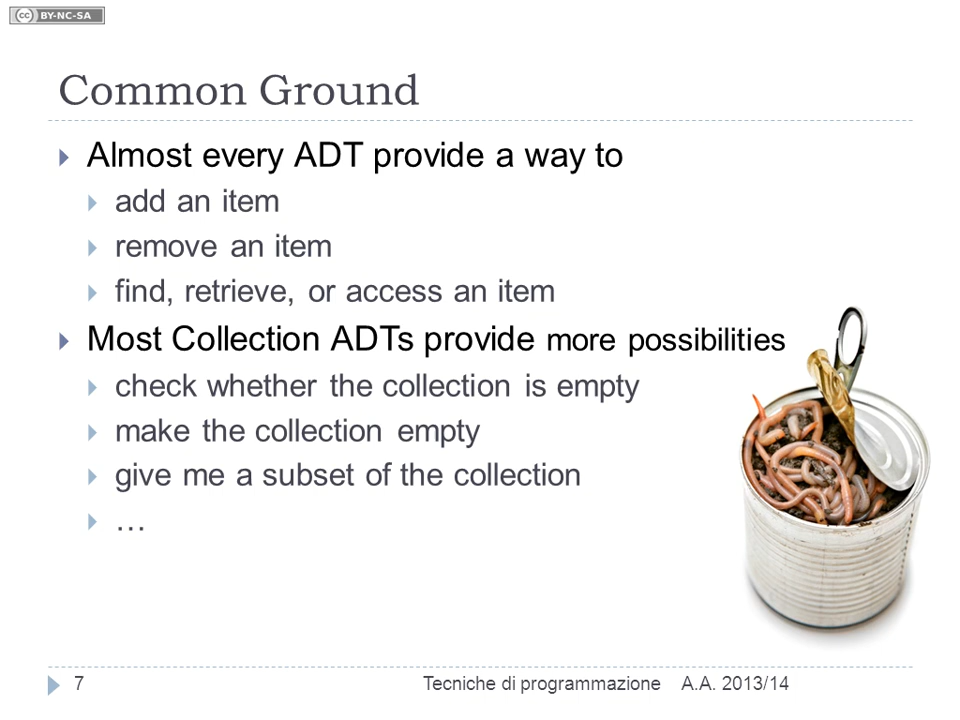 cc BY-NC-SA
Common Ground
Almost every ADT provide a way to
add an item
remove an item
find, retrieve, or access an item
Most Collection ADTs provide more possibilities
check whether the collection is empty
make the collection empty
give me a subset of the collection
…
7 Tecniche di programmazione A.A. 2013/14